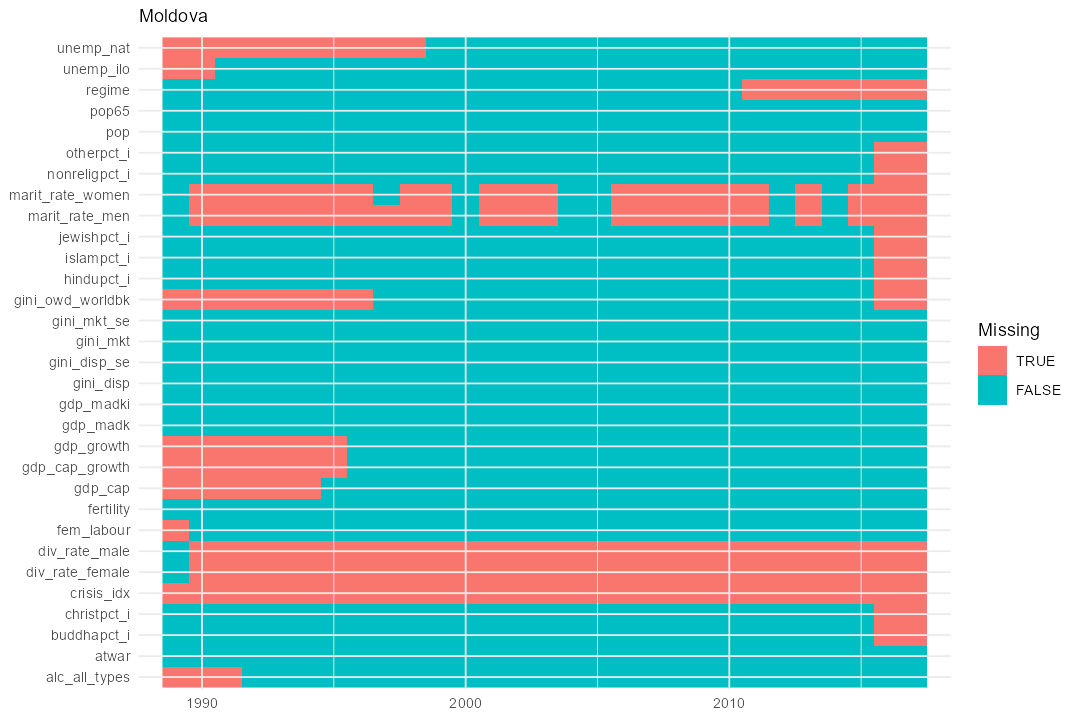 Moldova
unemp_nat
unemp_ilo
regime
pop65
pop
otherpct_i
nonreligpct_i
marit_rate_women
marit_rate_men
jewishpct_i
islampct_i
hindupct_i
gini_owd_worldbk
gini_mkt_se
gini_mkt
gini_disp_se
gini_disp
gdp_madki
gdp_madk
gdp_growth
gdp_cap_growth
gdp_cap
fertility
fem_labour
div_rate_male
div_rate_female
crisis_idx
christpct_i
buddhapct_i
atwar
alc_all_types
1990 2000 2010
Missing
TRUE
FALSE